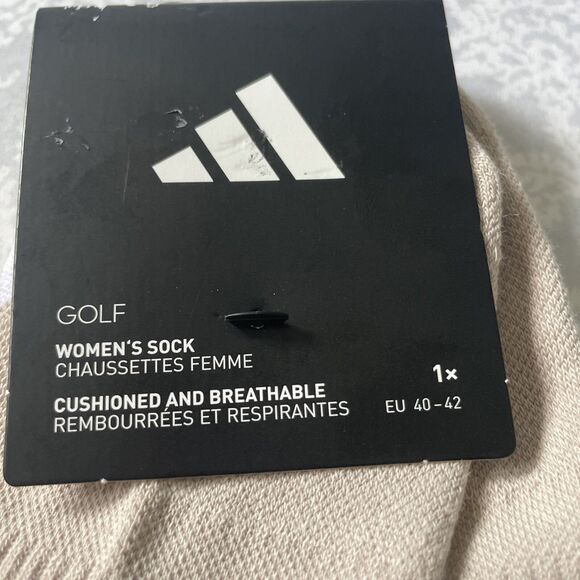 GOLF
WOMEN'S SOCK
CHAUSSETTES FEMME
CUSHIONED AND BREATHABLE
REMBOURRÉES ET RESPIRANTES
1×
EU 40-42